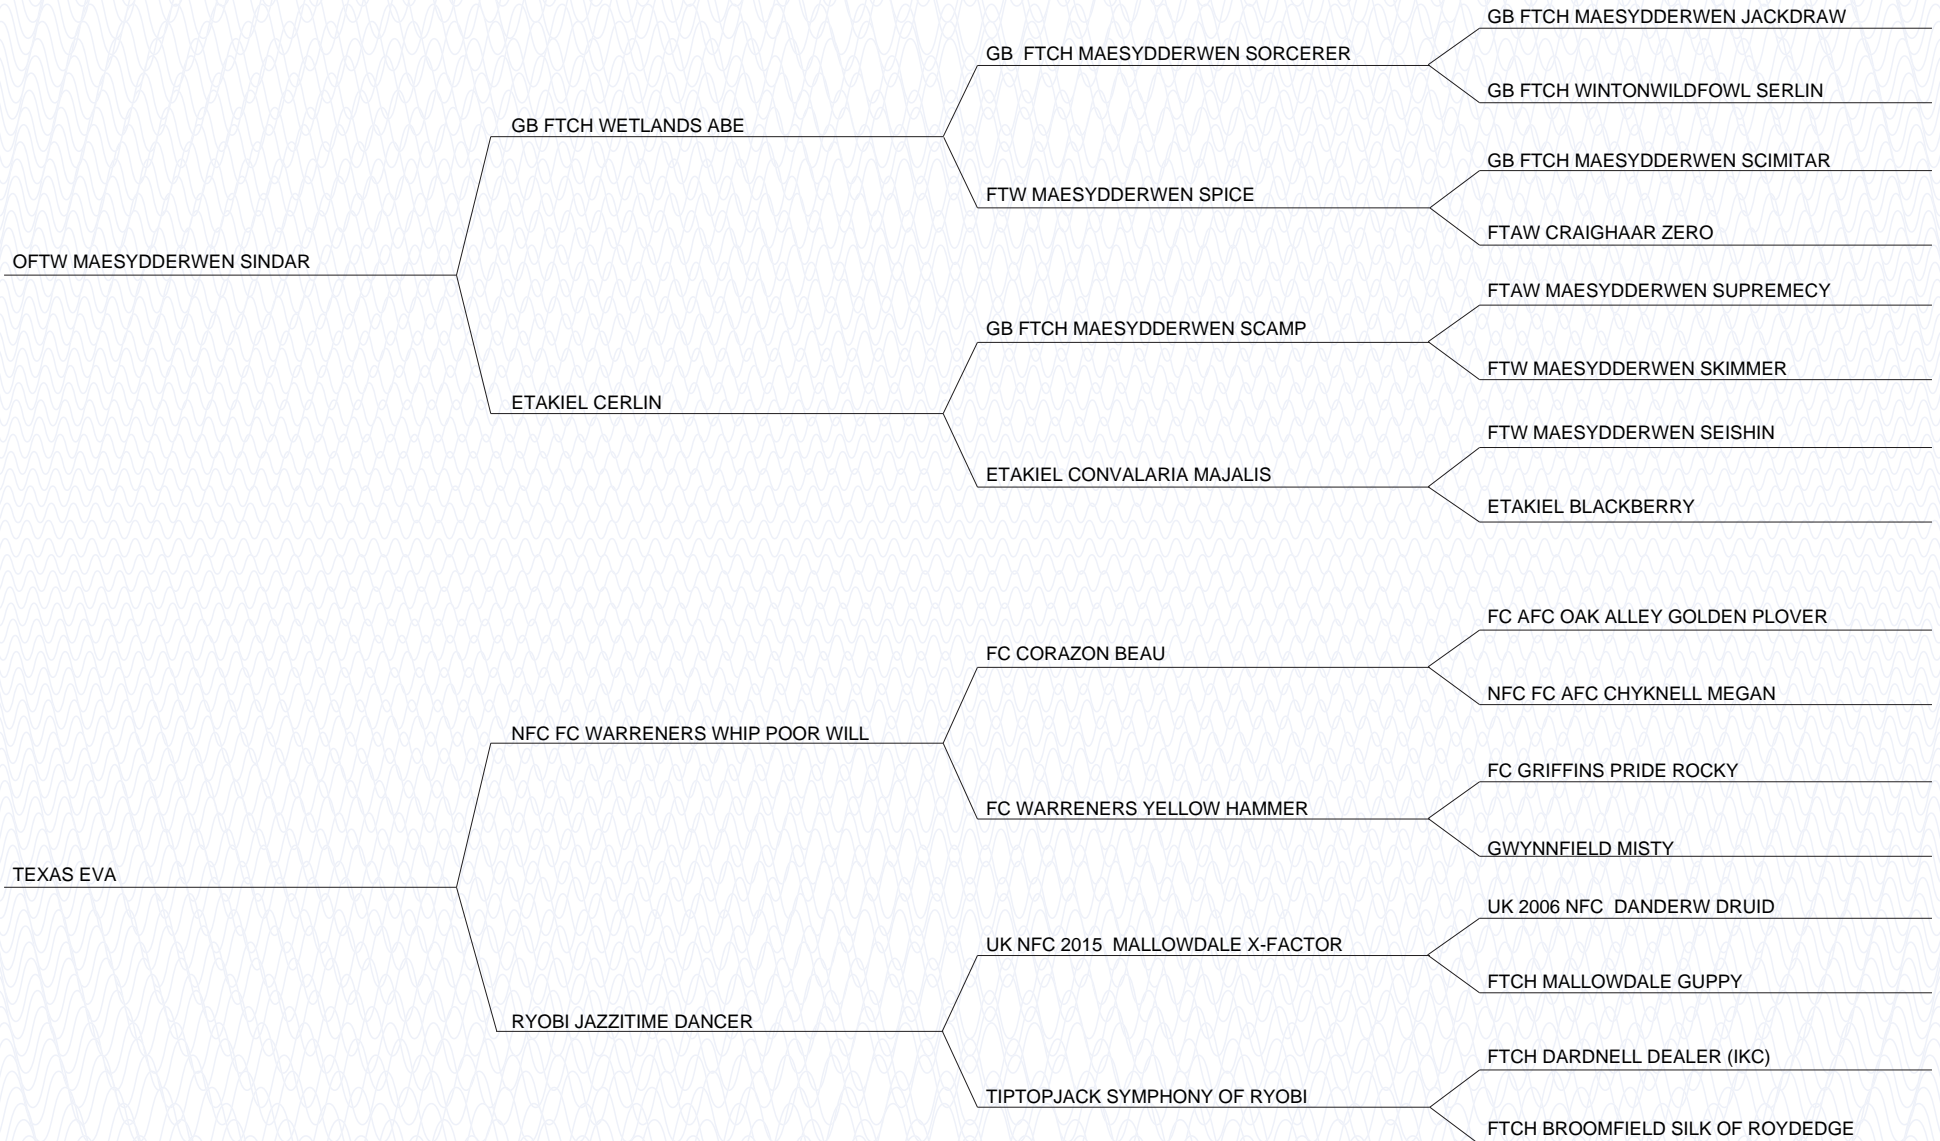 GB FTCH MAESYDDERWEN JACKDRAW
GB  FTCH MAESYDDERWEN SORCERER
GB FTCH WINTONWILDFOWL SERLIN
GB FTCH WETLANDS ABE
GB FTCH MAESYDDERWEN SCIMITAR
FTW MAESYDDERWEN SPICE
FTAW CRAIGHAAR ZERO
OFTW MAESYDDERWEN SINDAR
FTAW MAESYDDERWEN SUPREMECY
GB FTCH MAESYDDERWEN SCAMP
FTW MAESYDDERWEN SKIMMER
ETAKIEL CERLIN
FTW MAESYDDERWEN SEISHIN
ETAKIEL CONVALARIA MAJALIS
ETAKIEL BLACKBERRY
FC AFC OAK ALLEY GOLDEN PLOVER
FC CORAZON BEAU
NFC FC AFC CHYKNELL MEGAN
NFC FC WARRENERS WHIP POOR WILL
FC GRIFFINS PRIDE ROCKY
FC WARRENERS YELLOW HAMMER
GWYNNFIELD MISTY
TEXAS EVA
UK 2006 NFC  DANDERW DRUID
UK NFC 2015  MALLOWDALE X-FACTOR
FTCH MALLOWDALE GUPPY
RYOBI JAZZITIME DANCER
FTCH DARDNELL DEALER (IKC)
TIPTOPJACK SYMPHONY OF RYOBI
FTCH BROOMFIELD SILK OF ROYDEDGE